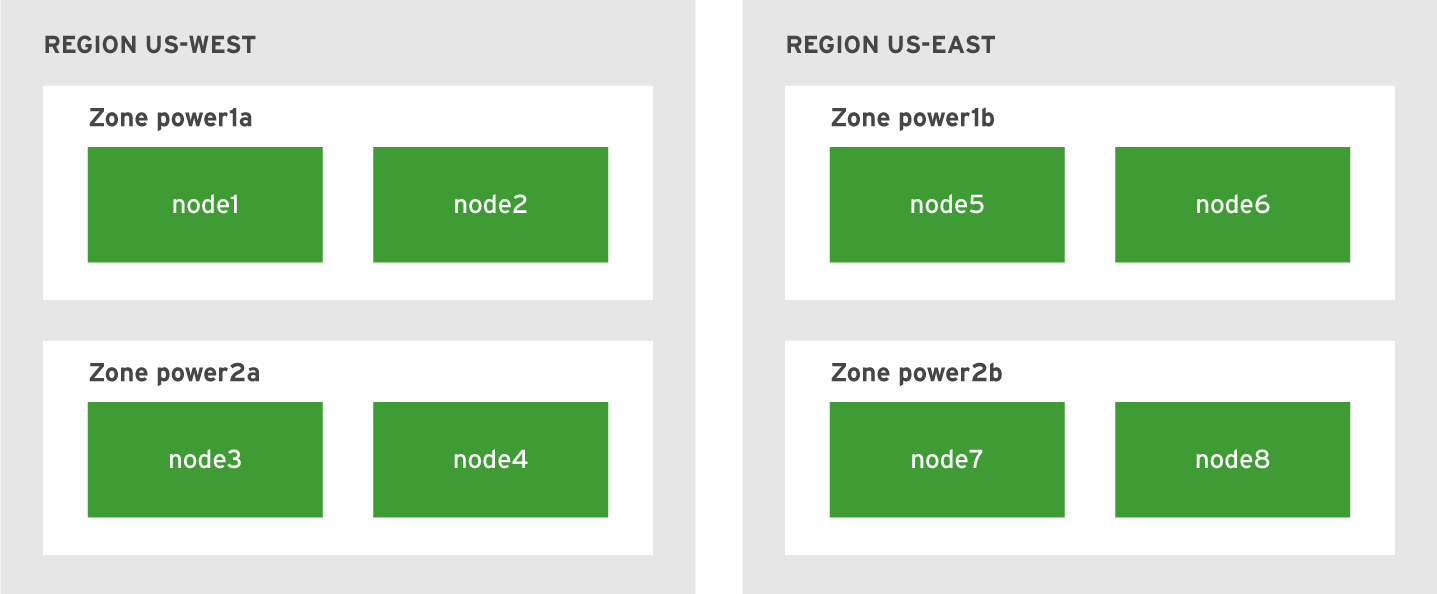 REGION US-WEST
Zone power1a
node1
node2
Zone power2a
node3
node4
REGION US-EAST
Zone power1b
node5
node6
Zone power2b
node7
node8